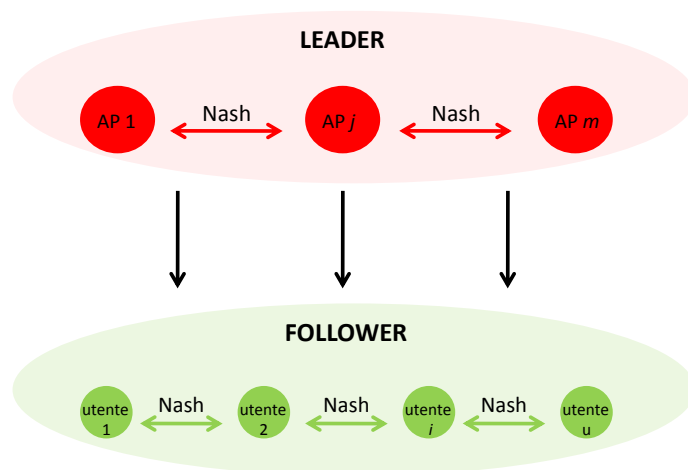 LEADER
AP 1
Nash
AP j
Nash
AP m
FOLLOWER
utente
1
Nash
utente
2
Nash
utente
i
Nash
utente
u